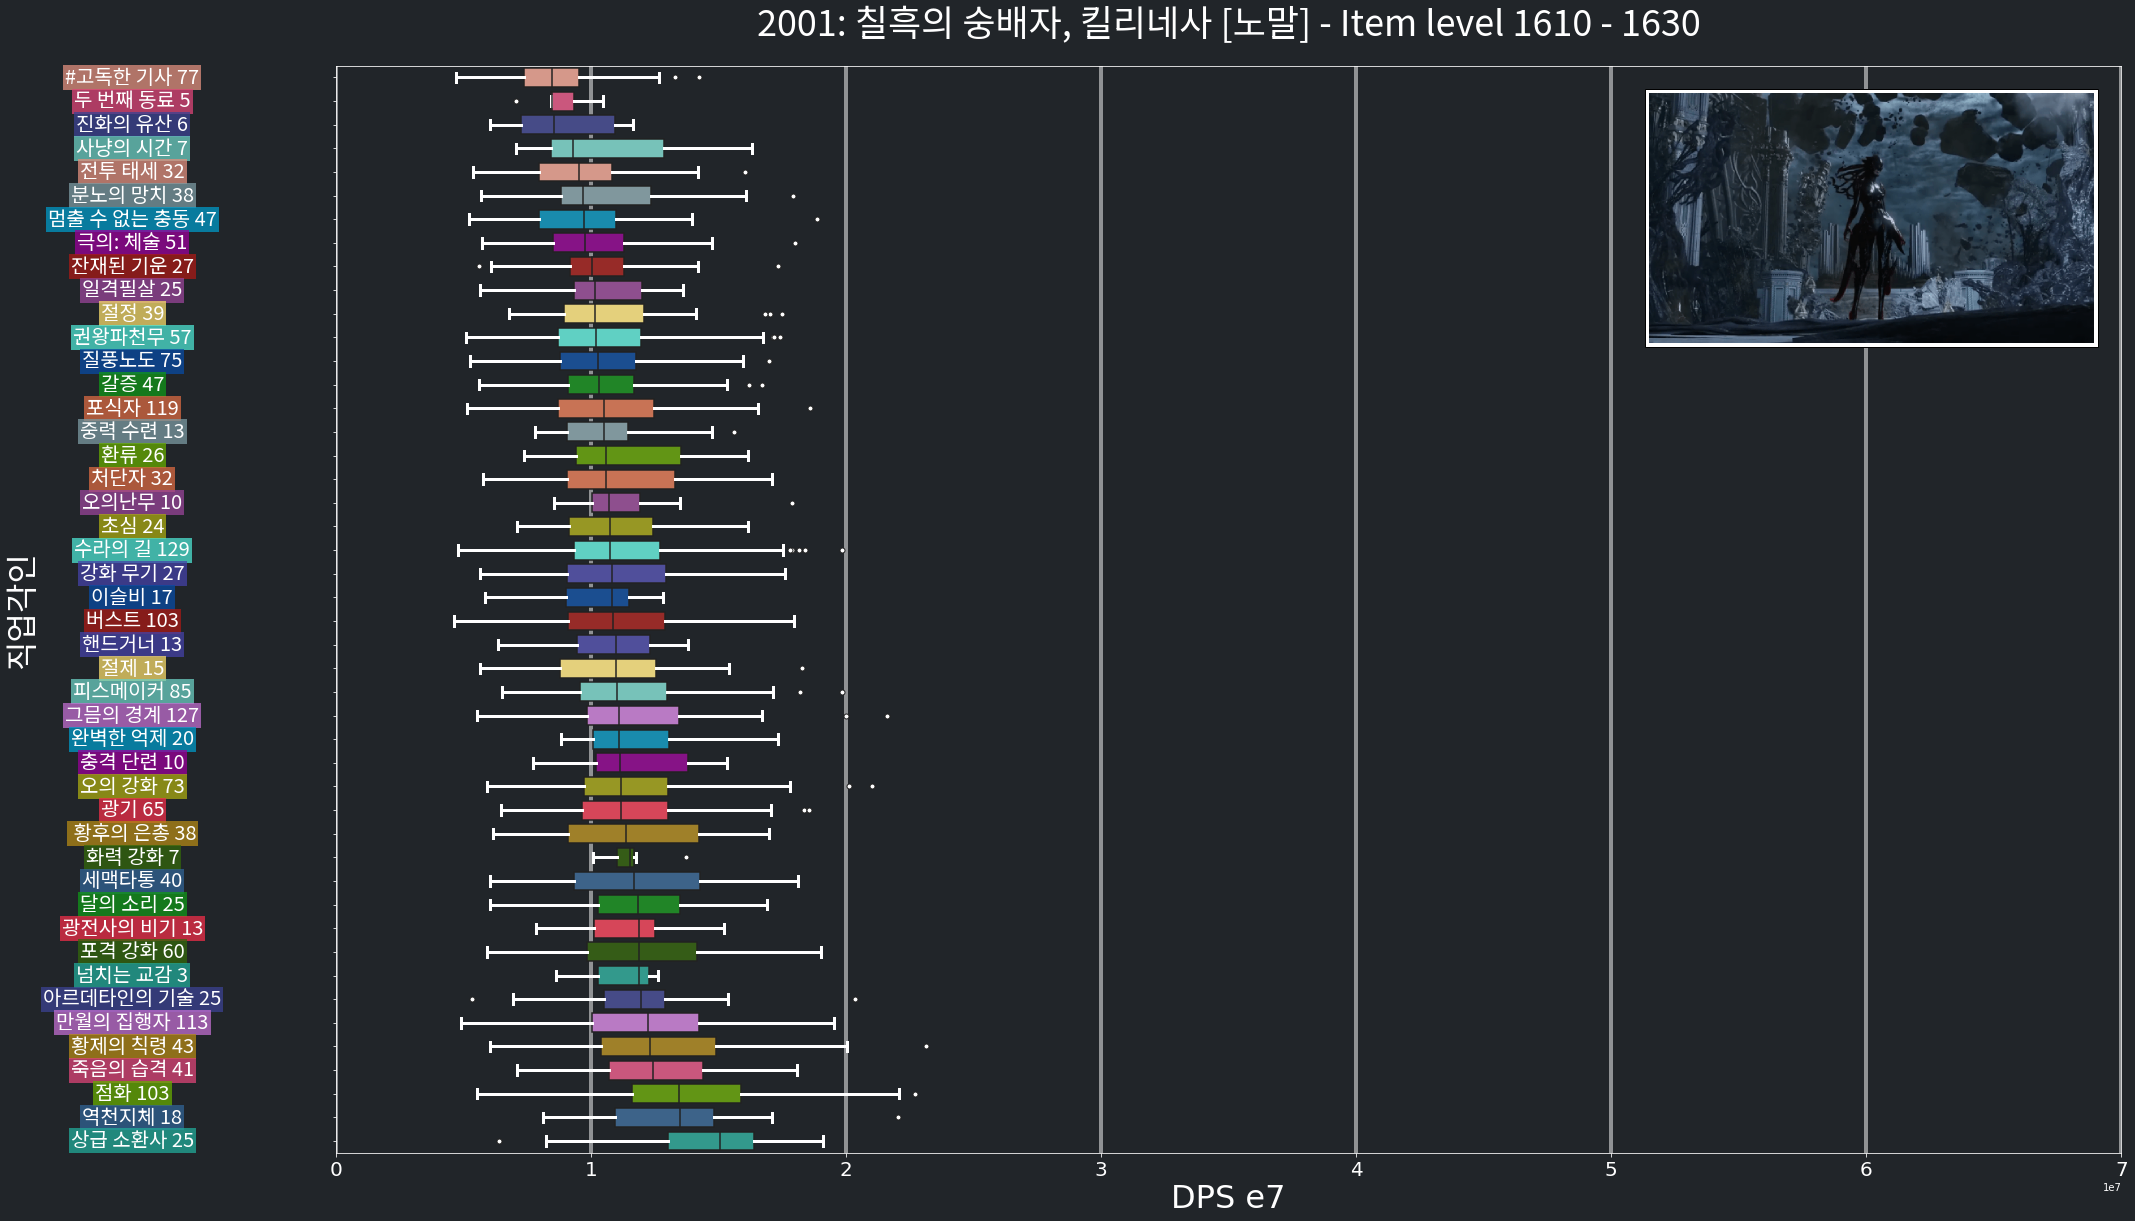 2001: 칠흑의 숭배자, 킬리네사 [노말] - Item level 1610 - 1630
직업각인
#고독한 기사 77
두 번째 동료 5
진화의 유산 6
사냥의 시간 7
전투 태세 32
분노의 망치 38
멈출 수 없는 충동 47
극의: 체술 51
잔재된 기운 27
일격필살 25
절정 39
권왕파천무 57
질풍노도 75
갈증 47
포식자 119
중력 수련 13
환류 26
처단자 32
오의난무 10
초심 24
수라의 길 129
강화 무기 27
이슬비 17
버스트 103
핸드거너 13
절제 15
피스메이커 85
그믐의 경계 127
완벽한 억제 20
충격 단련 10
오의 강화 73
광기 65
황후의 은총 38
화력 강화 7
세맥타통 40
달의 소리 25
광전사의 비기 13
포격 강화 60
넘치는 교감 3
아르데타인의 기술 25
만월의 집행자 113
황제의 칙령 43
죽음의 습격 41
점화 103
역천지체 18
상급 소환사 25
0 1 2 3 4 5 6 7
1e7
DPS e7